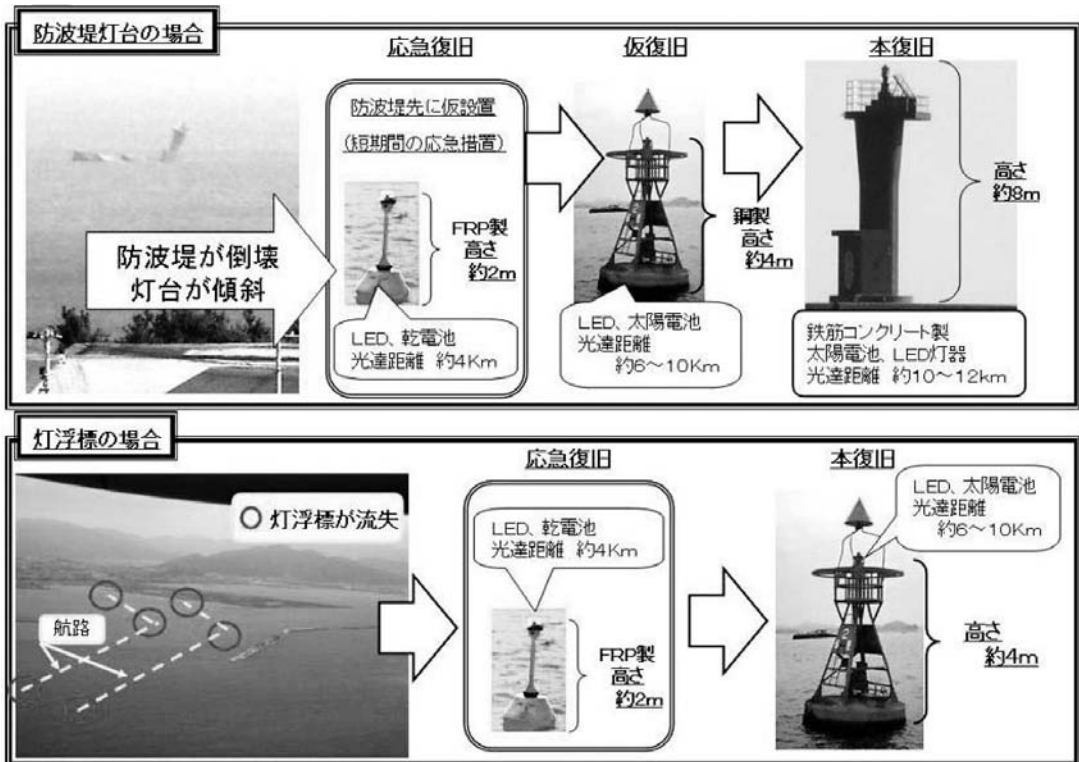 防波堤灯台の場合
応急復旧
仮復旧
本復旧
防波堤が倒壊
灯台が傾斜
防波堤先に仮設置
(短期間の応急措置)
FRP製
高さ
約2m
LED、乾電池
光達距離 約4Km
鋼製
高さ
約4m
LED、太陽電池
光達距離
約6～10Km
高さ
約8m
鉄筋コンクリート製
太陽電池、LED灯器
光達距離 約10～12km
灯浮標の場合
応急復旧
本復旧
灯浮標が流失
航路
LED、乾電池
光達距離 約4Km
FRP製
高さ
約2m
LED、太陽電池
光達距離
約6～10Km
2
高さ
約4m